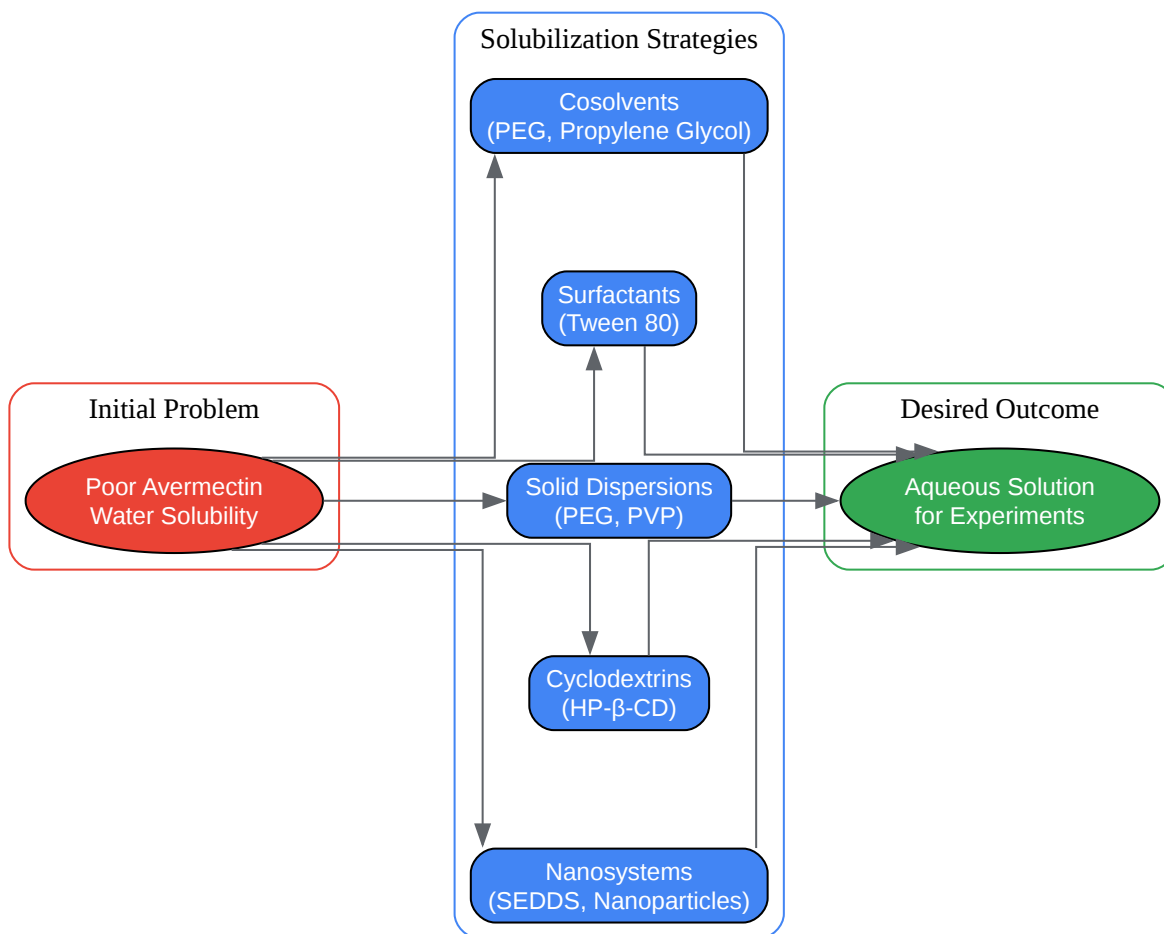 Solubilization Strategies
Cosolvents
(PEG, Propylene Glycol)
Surfactants
(Tween 80)
Initial Problem
Poor Avermectin
Water Solubility
Solid Dispersions
(PEG, PVP)
Desired Outcome
Aqueous Solution
for Experiments
Cyclodextrins
(HP-β-CD)
Nanosystems
(SEDDS, Nanoparticles)